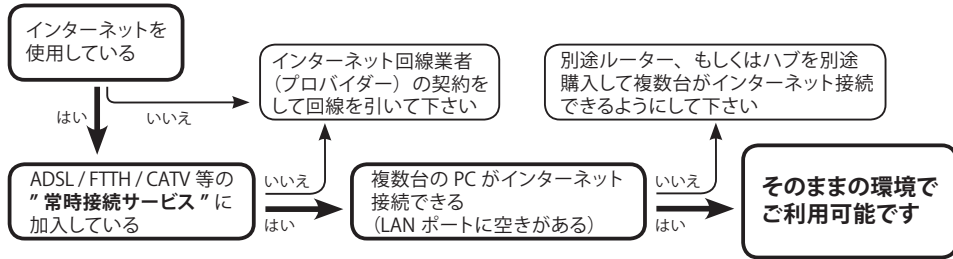 インターネットを
使用している
はい
いいえ
インターネット回線業者
（プロバイダー）の契約を
して回線を引いて下さい
別途ルーター、もしくはハブを別途
購入して複数台がインターネット接続
できるようにして下さい
ADSL / FTTH / CATV 等の
” 常時接続サービス ” に
加入している
いいえ
はい
複数台の PC がインターネット
接続できる
（LAN ポートに空きがある）
いいえ
はい
そのままの環境で
ご利用可能です